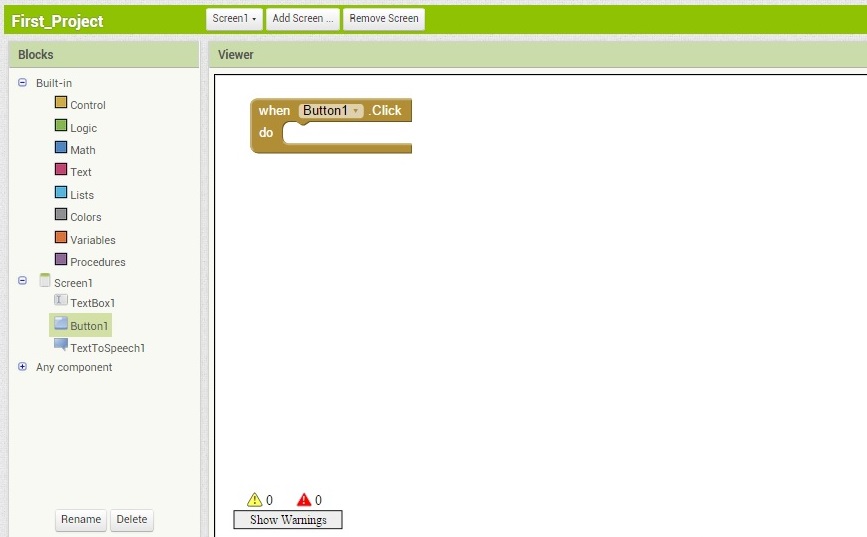 First_Project
Screen1
Add Screen ...
Remove Screen
Blocks
Built-in
Control
Logic
Math
Text
Lists
Colors
Variables
Procedures
Screen1
TextBox1
Button1
TextToSpeech1
Any component
Rename
Delete
Viewer
when Button1 .Click
do
0
0
Show Warnings